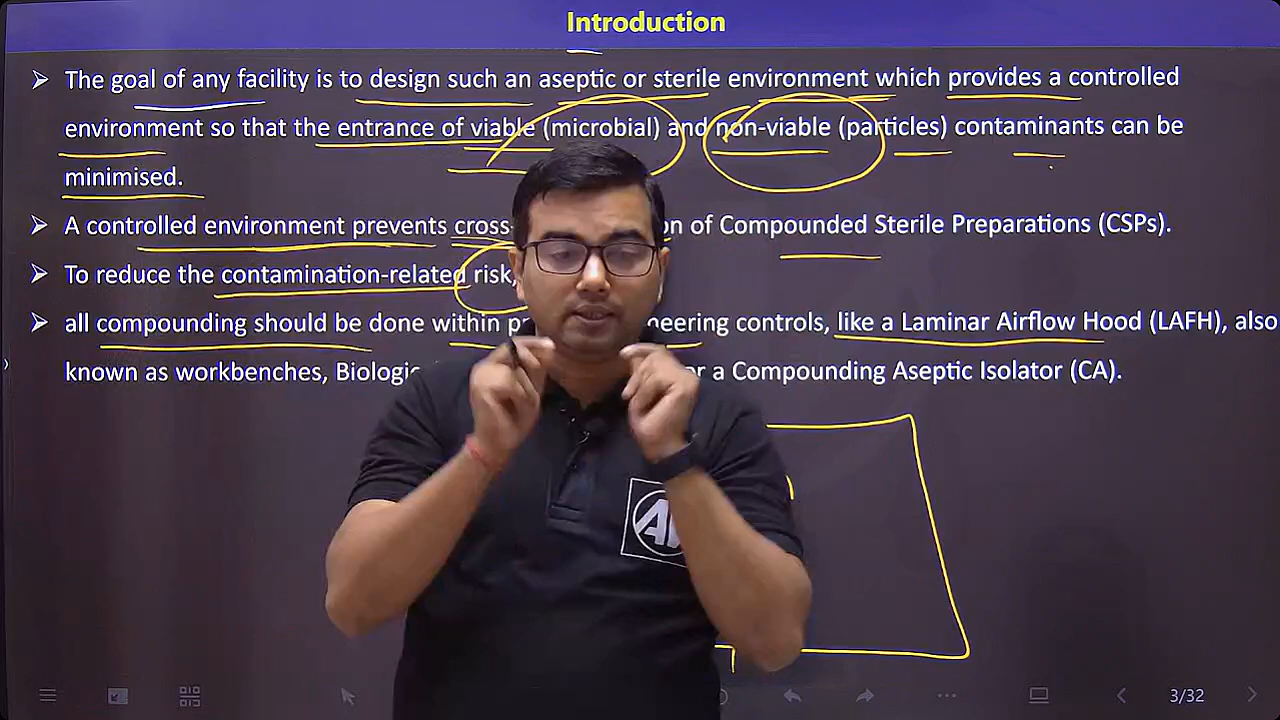 Introduction
The goal of any facility is to design such an aseptic or sterile environment which provides a controlled
environment so that the entrance of viable (microbial) and non-viable (particles) contaminants can be
minimised.
A controlled environment prevents cross- of Compounded Sterile Preparations (CSPs).
To reduce the contamination-related risk,
all compounding should be done within controls, like a Laminar Airflow Hood (LAFH), also
known as workbenches, or a Compounding Aseptic Isolator (CA).
3/32